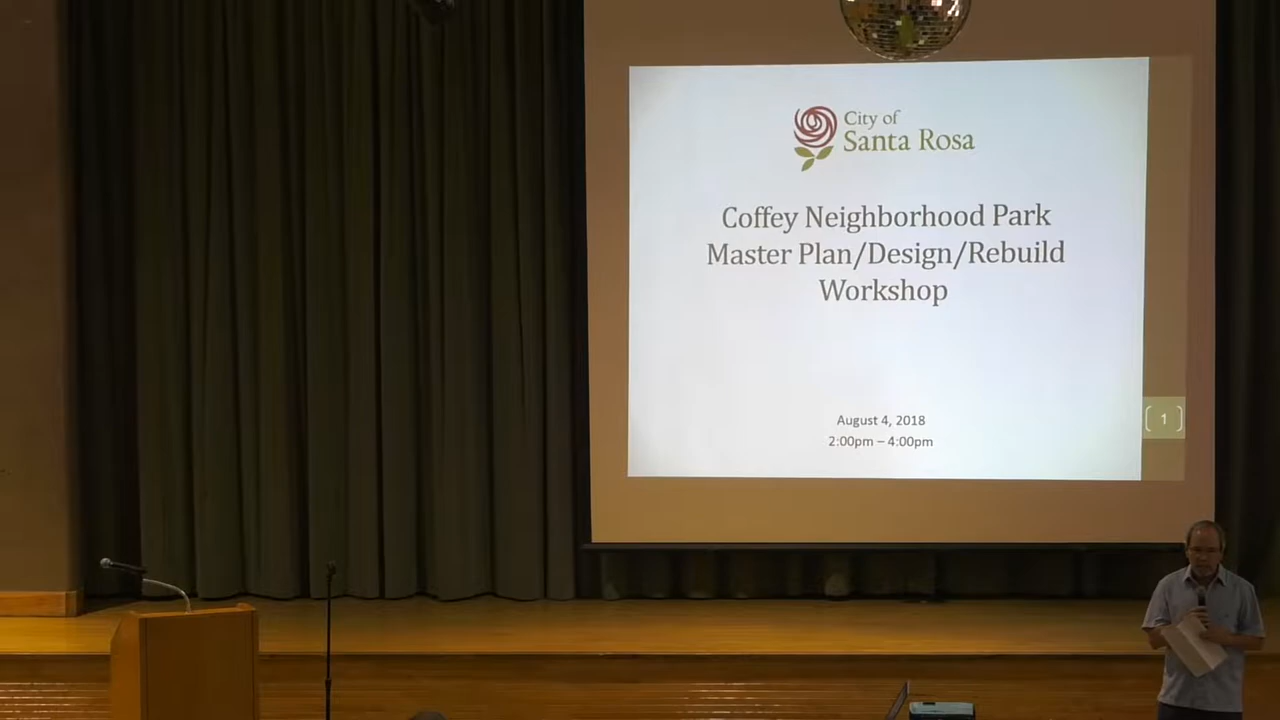 City of
Santa Rosa
Coffey Neighborhood Park
Master Plan/Design/Rebuild
Workshop
August 4, 2018
2:00pm – 4:00pm
1